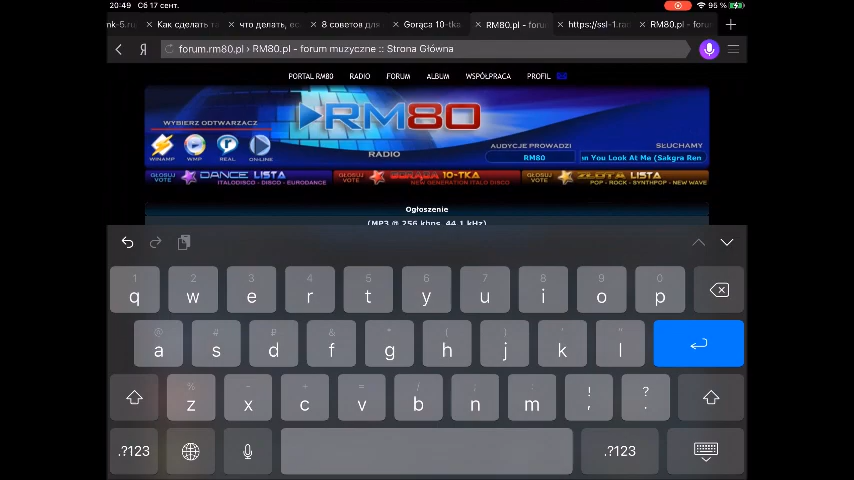 20:49 Сб 17 сент. 95 %
nk-5.ru Как сделать т что делать, ес 8 советов для Gorąca 10-tka RM80.pl - foru https://ssl-1.ran RM80.pl - forun
Я forum.rm80.pl › RM80.pl - forum muzyczne :: Strona Główna
PORTAL RM80 RADIO FORUM ALBUM WSPÓŁPRACA PROFIL
WYBIERZ ODTWARZACZ
RM80
WINAMP WMP REAL ON-LINE
RADIO
AUDYCJE PROWADZI SŁUCHAMY
RM80 n You Look At Me (Sakgra Ren
GŁOSUJ VOTE DANCE LISTA
ITALODISCO - DISCO - EURODANCE
GŁOSUJ VOTE GORĄCA 10-TKA
NEW GENERATION ITALO DISCO
GŁOSUJ VOTE ZŁOTA LISTA
POP - ROCK - SYNTHPOP - NEW WAVE
Ogłoszenie
(MP3 @ 256 kbps, 44,1 kHz)
1 2 3 4 5 6 7 8 9 0
q w e r t y u i o p
@ # ₽ & * ( ) ' "
a s d f g h j k l
% - + = / ; : ! ?
z x c v b n m , .
.?123 .?123